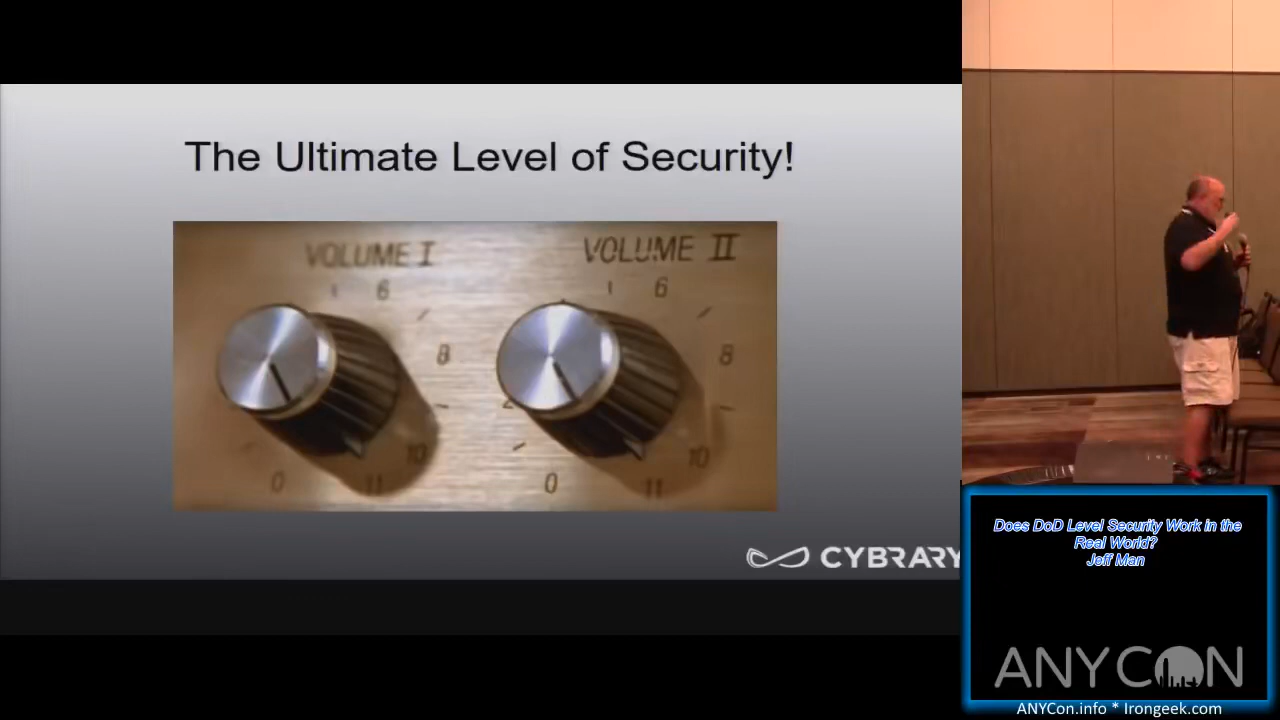 The Ultimate Level of Security!
VOLUME I
VOLUME II
6
6
8
8
10
10
0
11
0
11
CYBRARY
Does DoD Level Security Work in the
Real World?
Jeff Man
ANYCON
ANYCon.info * Irongeek.com